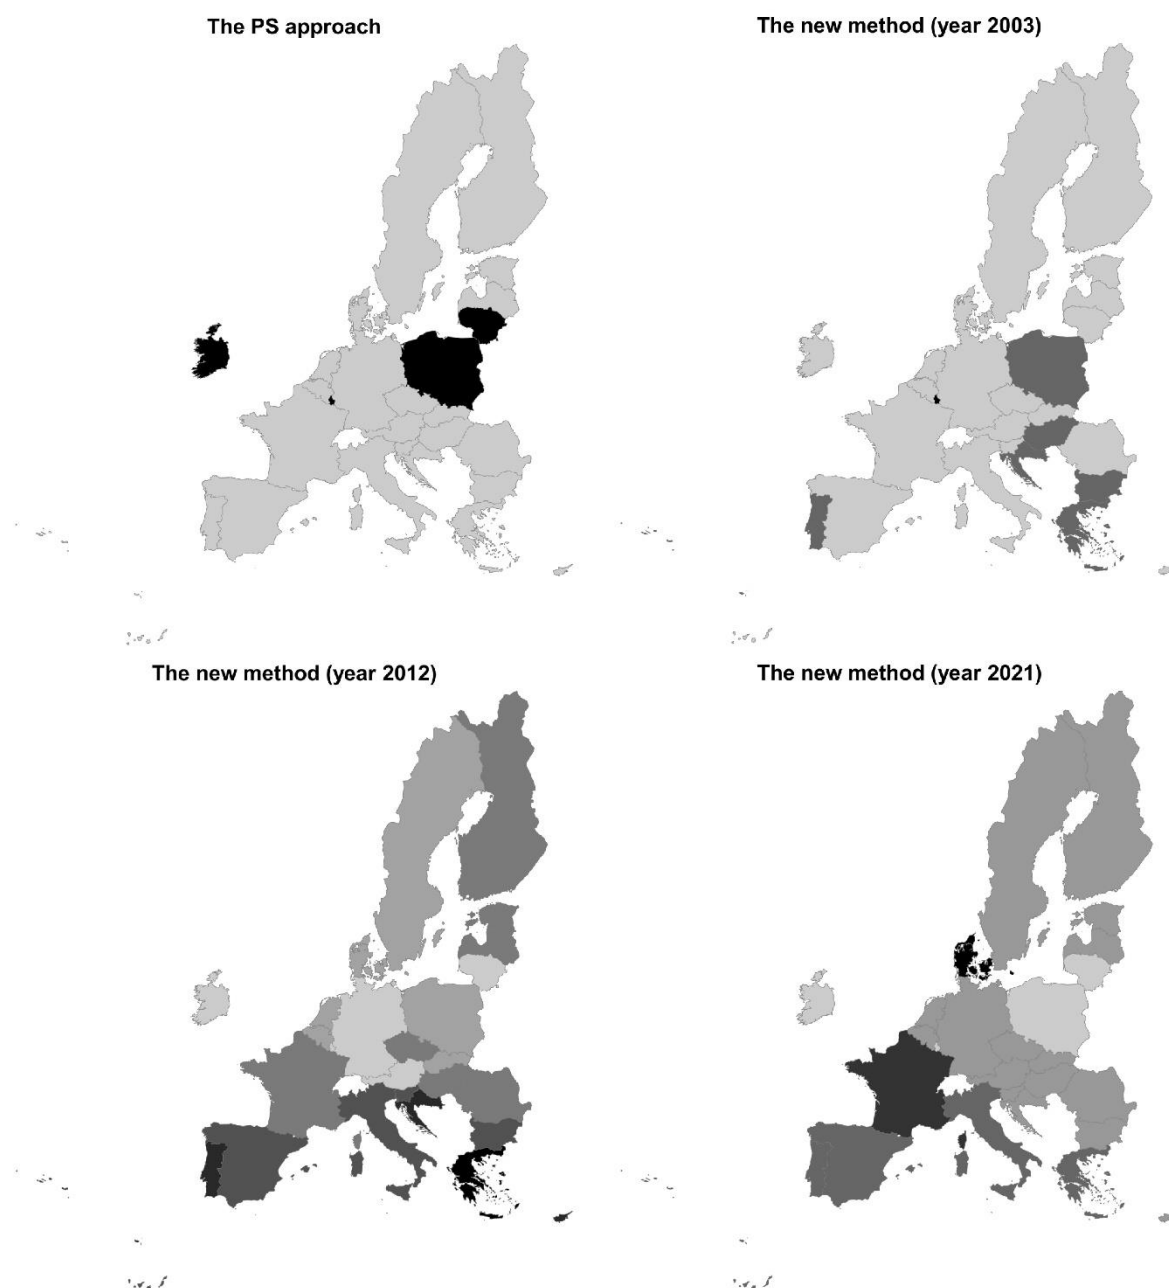 The PS approach
The new method (year 2003)
The new method (year 2012)
The new method (year 2021)